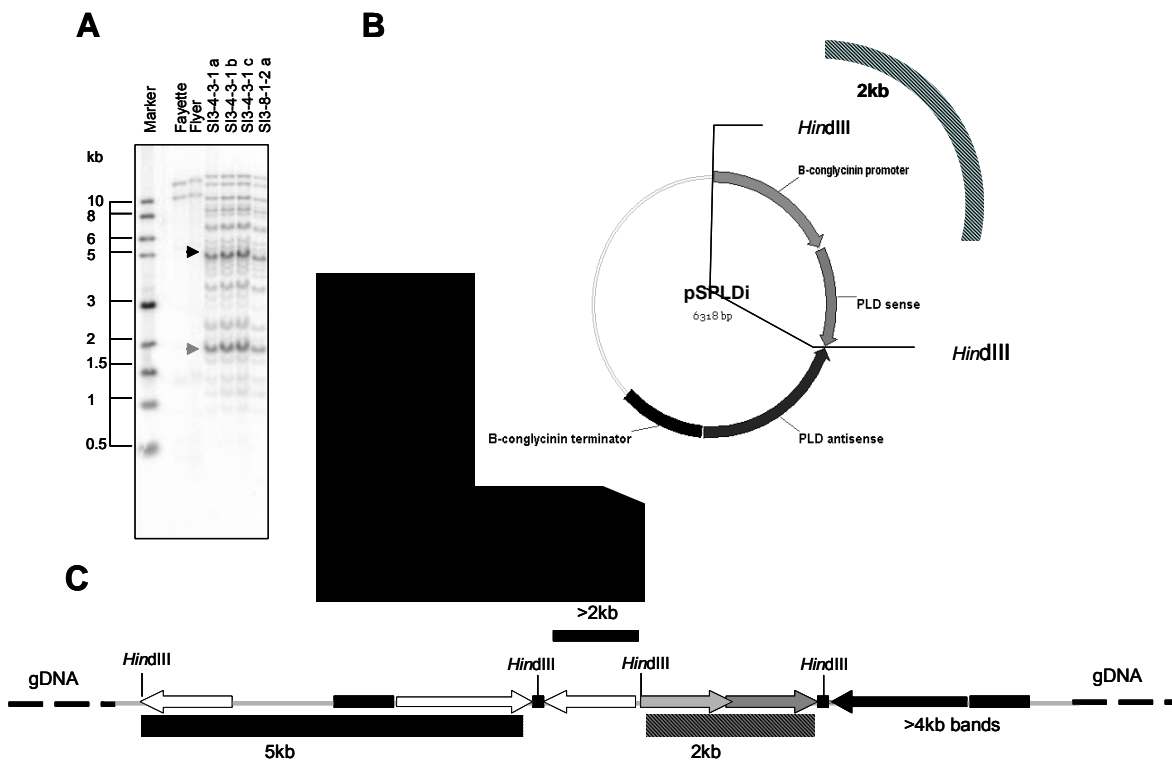 A
B
Marker
Fayette
Flyer
SI3-4-3-1 a
SI3-4-3-1 b
SI3-4-3-1 c
SI3-8-1-2 a
kb
10
8
6
5
3
2
1.5
1
0.5
2kb
HindIII
B-conglycinin promoter
pSPLDi
6318 bp
PLD sense
HindIII
B-conglycinin terminator
PLD antisense
C
>2kb
gDNA
HindIII
HindIII
HindIII
HindIII
gDNA
>4kb bands
5kb
2kb